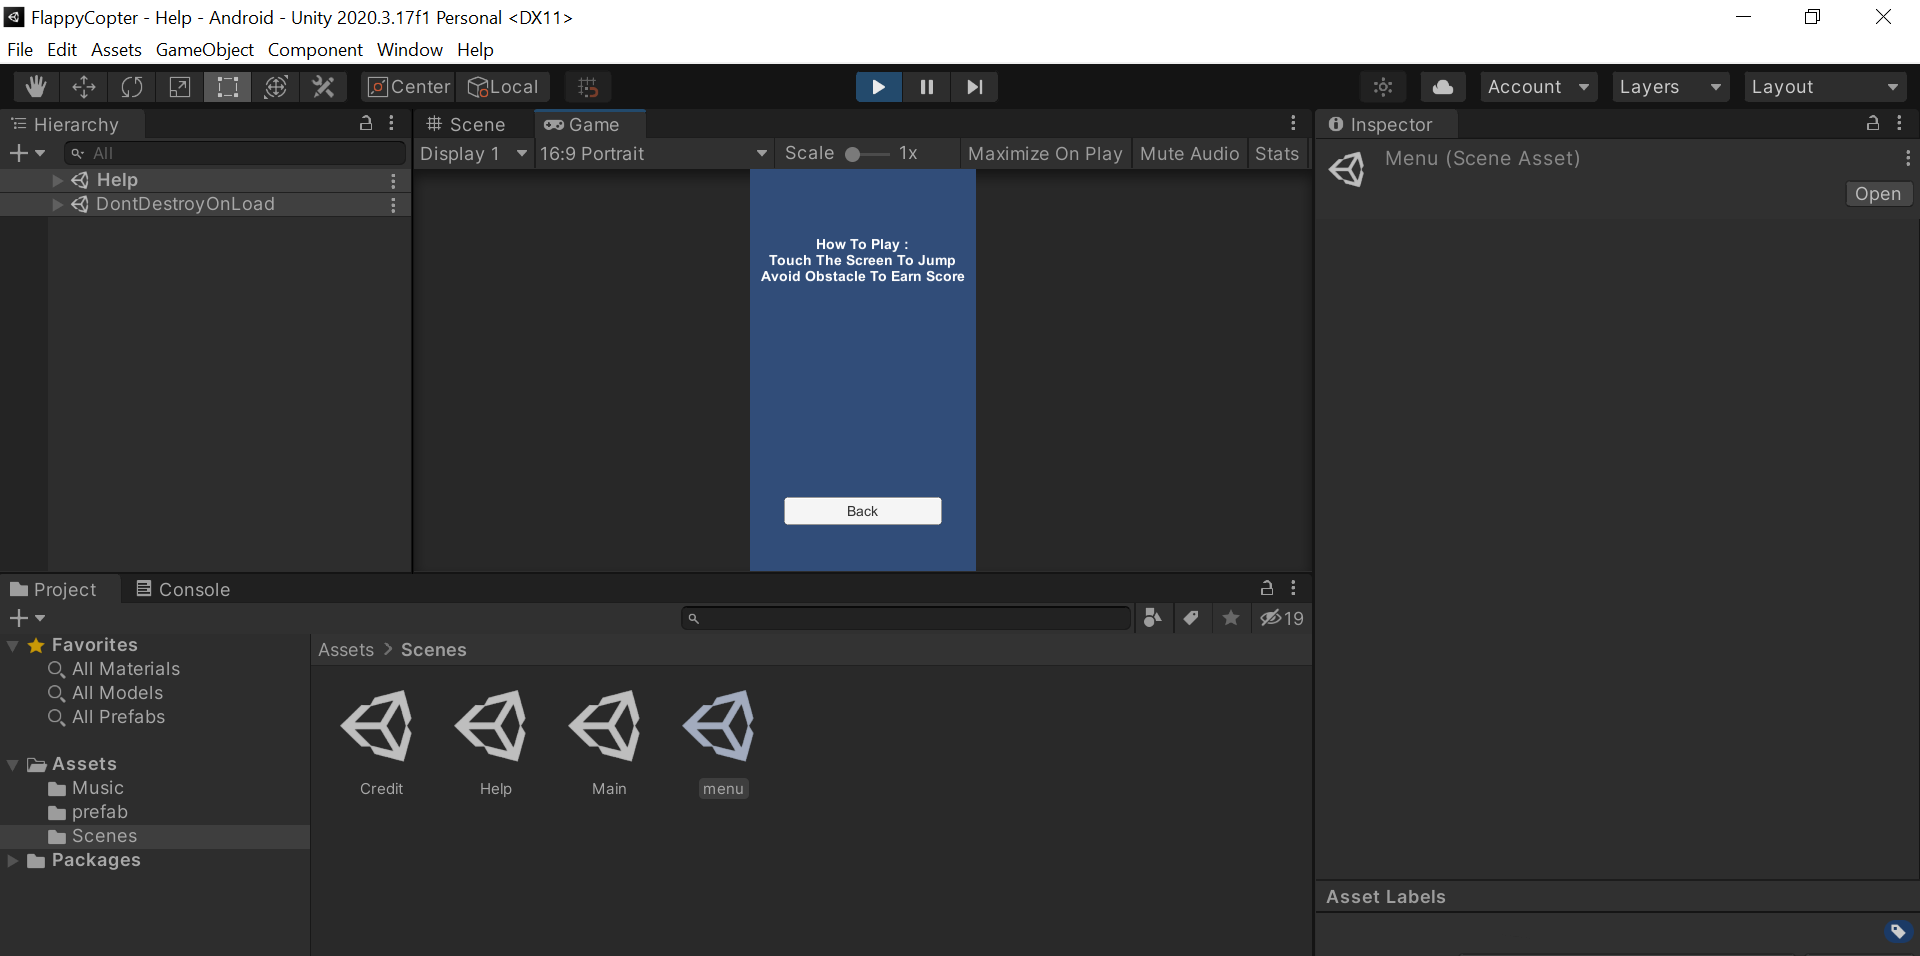 FlappyCopter - Help - Android - Unity 2020.3.17f1 Personal <DX11>
File Edit Assets GameObject Component Window Help
Center Local Account Layers Layout
Hierarchy
All
Help
DontDestroyOnLoad
Scene Game
Display 1 16:9 Portrait Scale 1x Maximize On Play Mute Audio Stats
How To Play :
Touch The Screen To Jump
Avoid Obstacle To Earn Score
Back
Inspector
Menu (Scene Asset)
Open
Project Console
19
Favorites
All Materials
All Models
All Prefabs
Assets
Music
prefab
Scenes
Packages
Assets > Scenes
Credit Help Main menu
Asset Labels